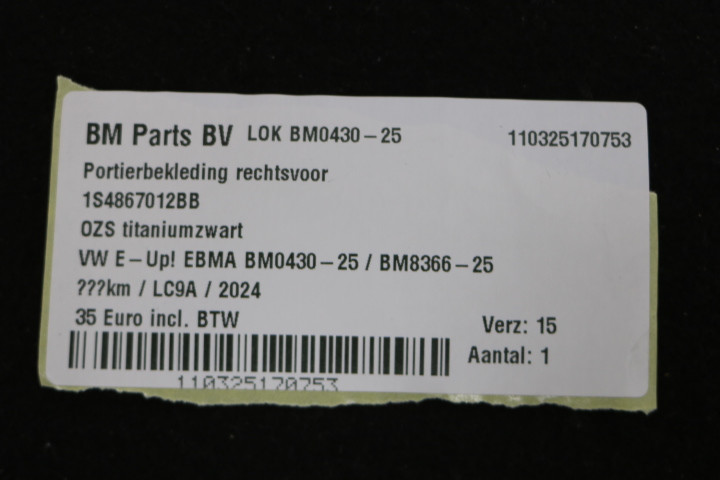 BM Parts BV LOK BM0430-25 110325170753
Portierbekleding rechtsvoor
1S4867012BB
OZS titaniumzwart
VW E-Up! EBMA BM0430-25 / BM8366-25
???km / LC9A / 2024
35 Euro incl. BTW
Verz: 15
Aantal: 1
110325170753